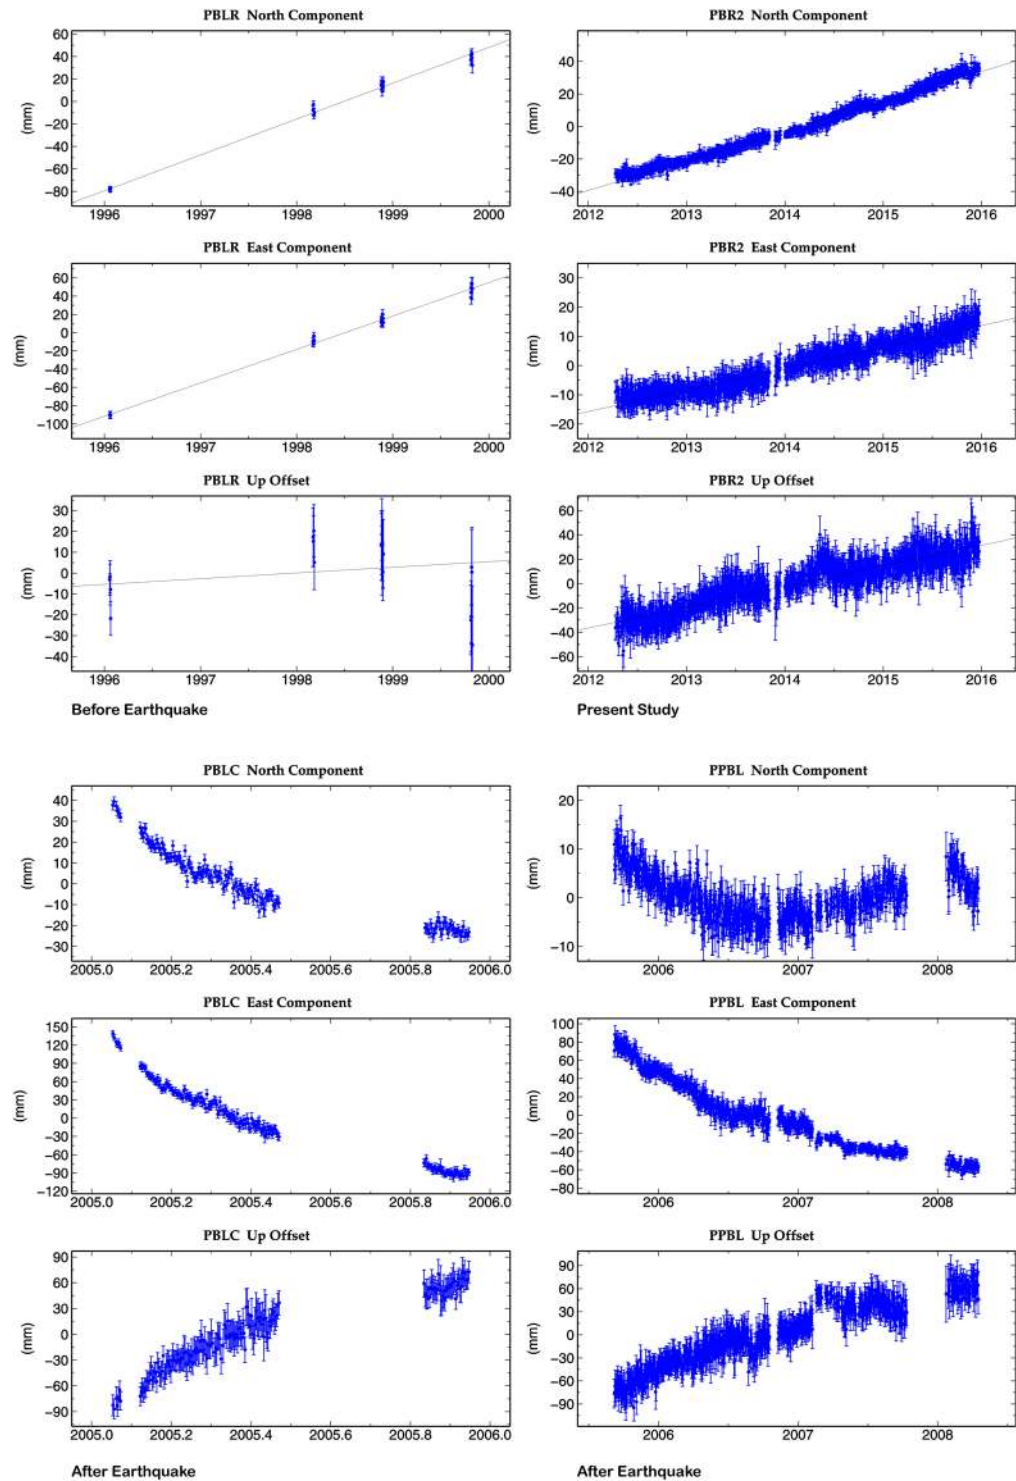 PBLR North Component
60
40
20
0
−20
−40
−60
−80
(mm)
1996 1997 1998 1999 2000
PBR2 North Component
40
20
0
−20
−40
(mm)
2012 2013 2014 2015 2016
PBLR East Component
60
40
20
0
−20
−40
−60
−80
−100
(mm)
1996 1997 1998 1999 2000
PBR2 East Component
30
20
10
0
−10
−20
(mm)
2012 2013 2014 2015 2016
PBLR Up Offset
30
20
10
0
−10
−20
−30
−40
(mm)
1996 1997 1998 1999 2000
Before Earthquake
PBR2 Up Offset
60
40
20
0
−20
−40
−60
(mm)
2012 2013 2014 2015 2016
Present Study
PBLC North Component
40
30
20
10
0
−10
−20
−30
(mm)
2005.0 2005.2 2005.4 2005.6 2005.8 2006.0
PPBL North Component
20
10
0
−10
(mm)
2006 2007 2008
PBLC East Component
150
120
90
60
30
0
−30
−60
−90
−120
(mm)
2005.0 2005.2 2005.4 2005.6 2005.8 2006.0
PPBL East Component
100
80
60
40
20
0
−20
−40
−60
−80
(mm)
2006 2007 2008
PBLC Up Offset
90
60
30
0
−30
−60
−90
(mm)
2005.0 2005.2 2005.4 2005.6 2005.8 2006.0
After Earthquake
PPBL Up Offset
90
60
30
0
−30
−60
−90
(mm)
2006 2007 2008
After Earthquake